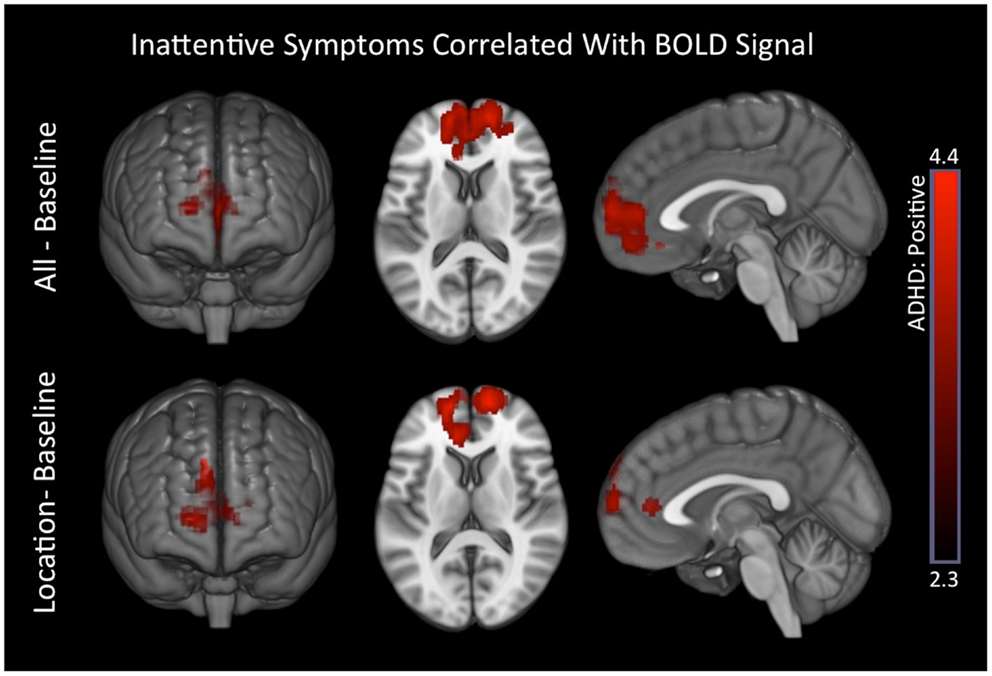 Inattentive Symptoms Correlated With BOLD Signal
All - Baseline
Location- Baseline
4.4
ADHD: Positive
2.3